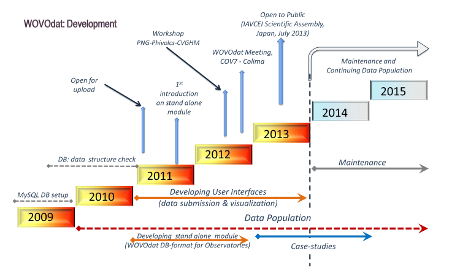 WOVOdat: Development
Open to Public
(IAVCEI Scientific Assembly,
Japan, July 2013)
Workshop
PNG-Phivolcs-CVGHM
WOVOdat Meeting,
COV7 - Colima
Maintenance and
Continuing Data Population
Open for
upload
1st
introduction
on stand alone
module
2015
2014
2013
2012
2011
2010
2009
DB: data structure check
Maintenance
MySQL DB setup
Developing User Interfaces
(data submission & visualization)
Data Population
Developing stand alone module
(WOVOdat DB-format for Observatories)
Case-studies